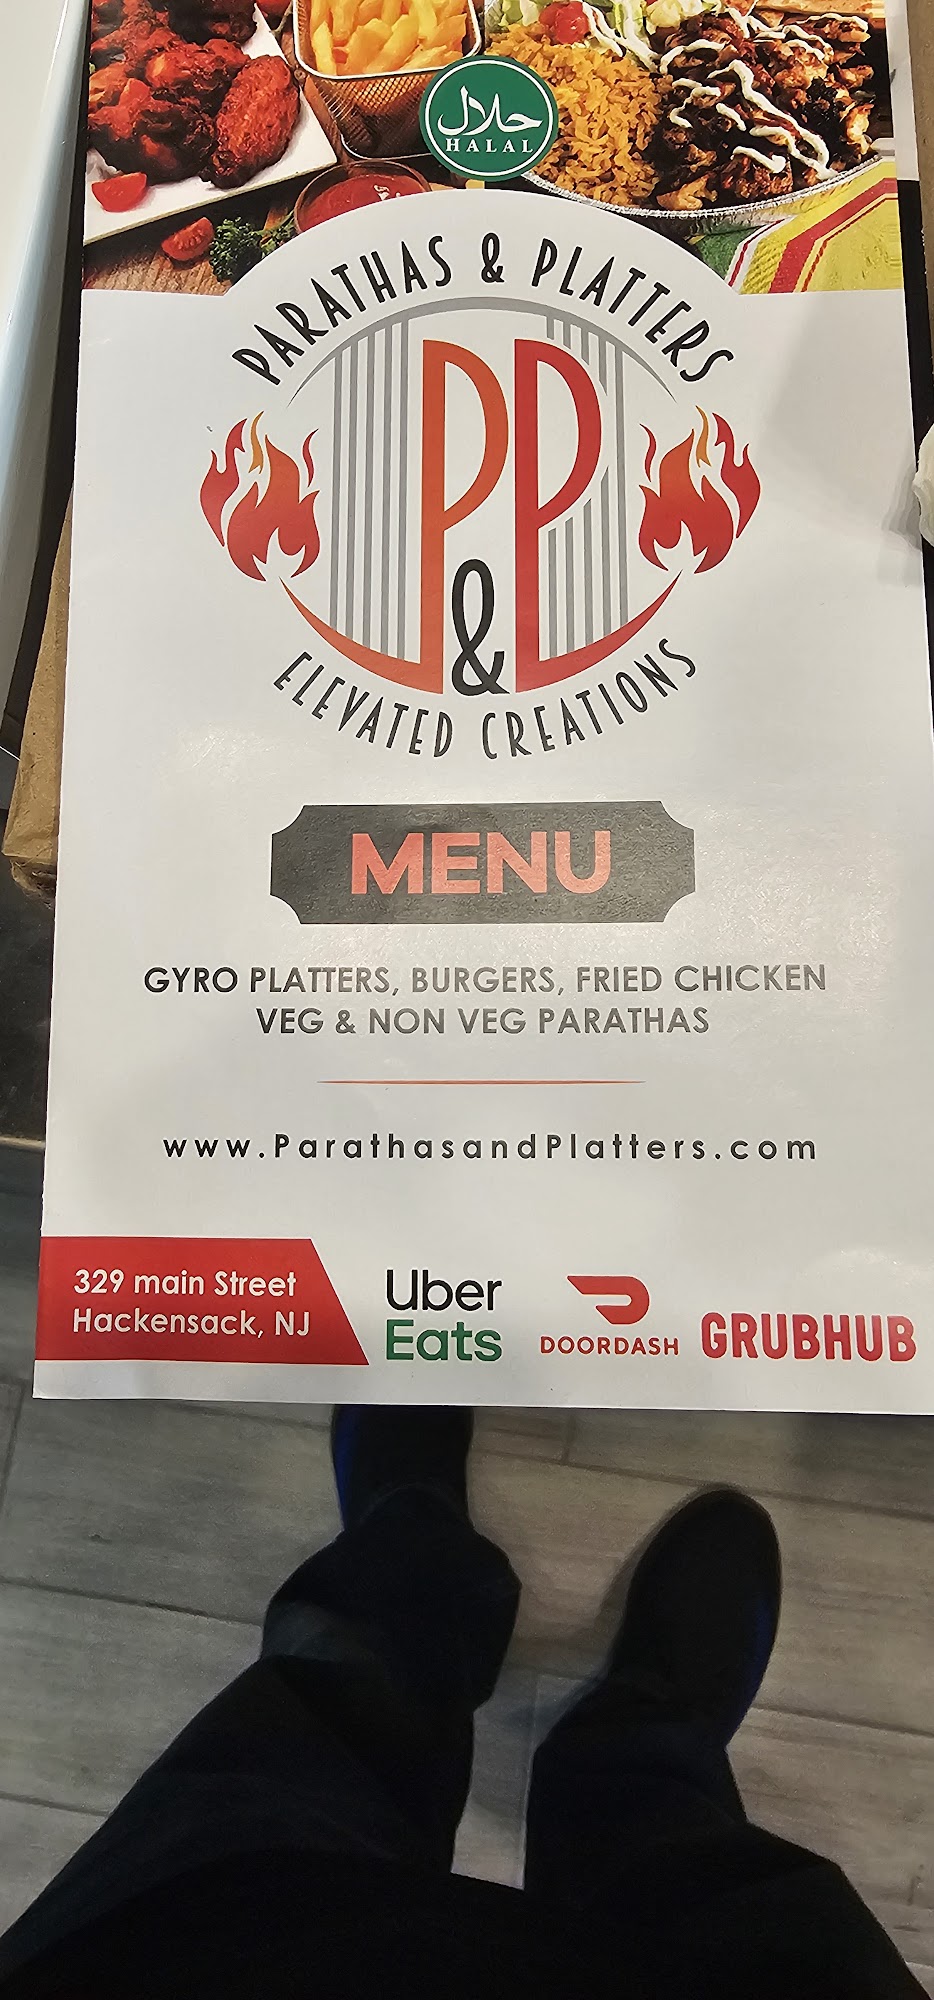 حلال
HALAL
PARATHAS & PLATTERS
P&P
ELEVATED CREATIONS
MENU
GYRO PLATTERS, BURGERS, FRIED CHICKEN
VEG & NON VEG PARATHAS
www.ParathasandPlatters.com
329 main Street
Hackensack, NJ
Uber
Eats
DOORDASH
GRUBHUB